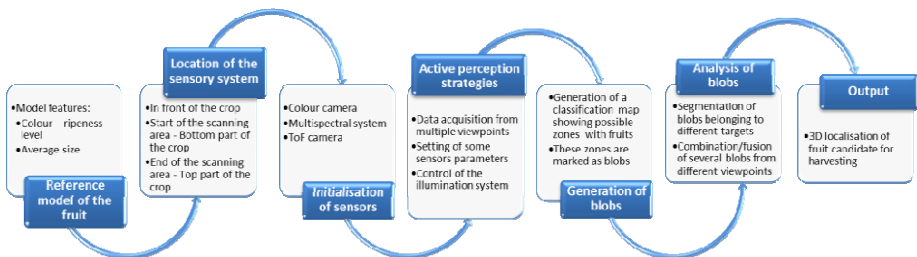 •Model features:
•Colour – ripeness
level
•Average size
Reference
model of the
fruit
Location of the
sensory system
•In front of the crop
•Start of the scanning
area - Bottom part of
the crop
•End of the scanning
area - Top part of the
crop
•Colour camera
•Multispectral system
•ToF camera
Initialisation
of sensors
Active perception
strategies
•Data acquisition from
multiple viewpoints
•Setting of some
sensors parameters
•Control of the
illumination system
•Generation of a
classification map
showing possible
zones with fruits
•These zones are
marked as blobs
Generation of
blobs
Analysis of
blobs
•Segmentation of
blobs belonging to
different targets
•Combination/fusion
of several blobs from
different viewpoints
Output
•3D localisation of
fruit candidate for
harvesting